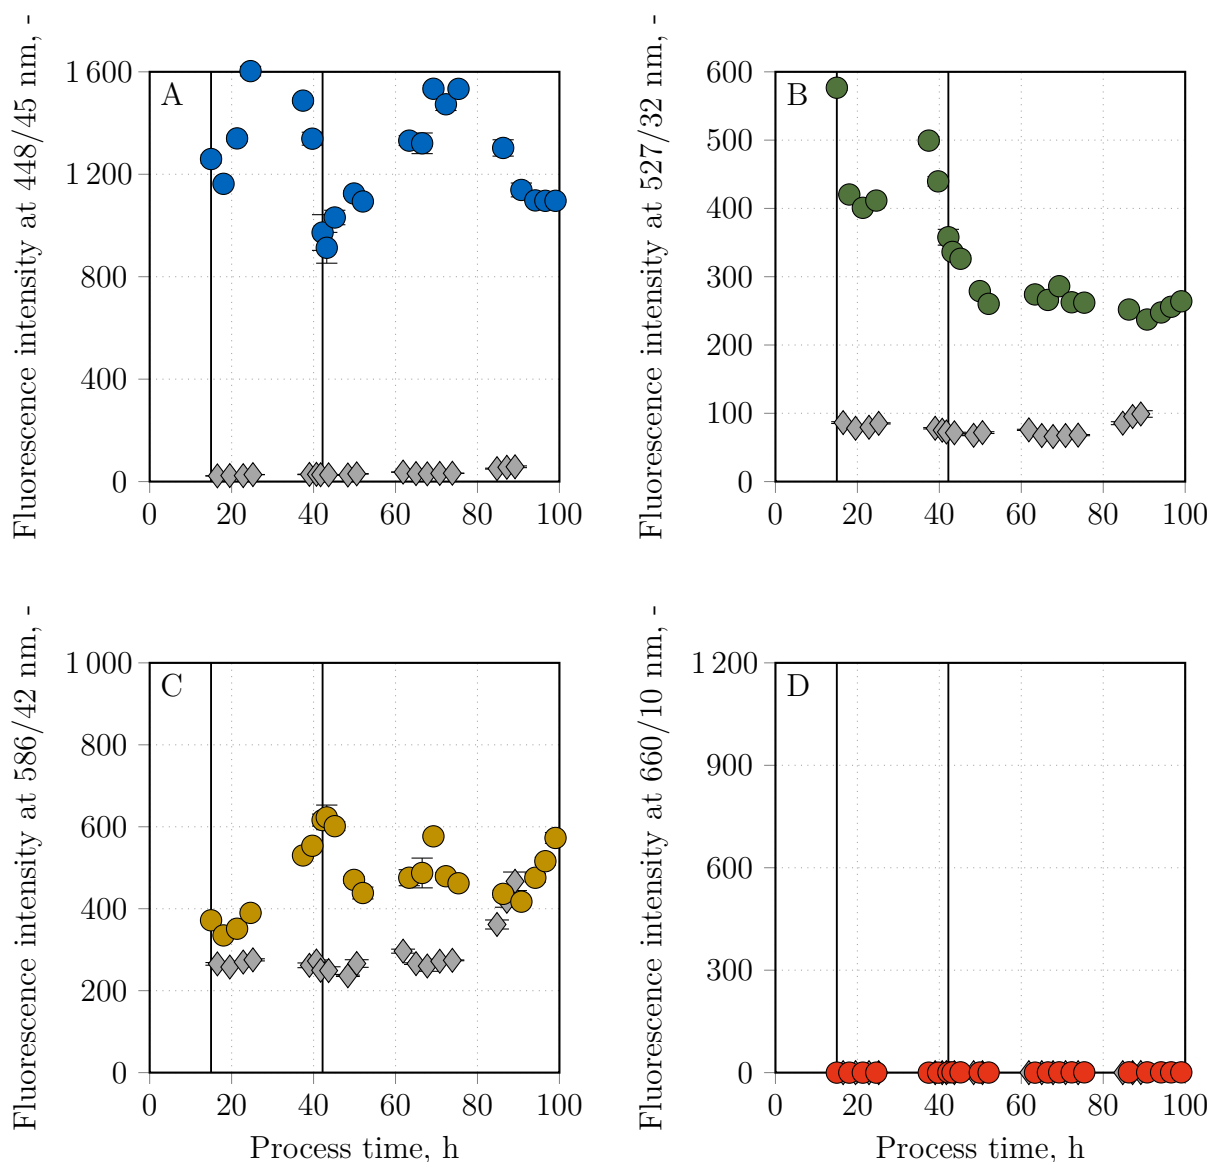 Fluorescence intensity at 448/45 nm, -
A
1 600
1 200
800
400
0
0 20 40 60 80 100
Fluorescence intensity at 527/32 nm, -
B
600
500
400
300
200
100
0
0 20 40 60 80 100
Fluorescence intensity at 586/42 nm, -
C
1 000
800
600
400
200
0
0 20 40 60 80 100
Process time, h
Fluorescence intensity at 660/10 nm, -
D
1 200
900
600
300
0
0 20 40 60 80 100
Process time, h